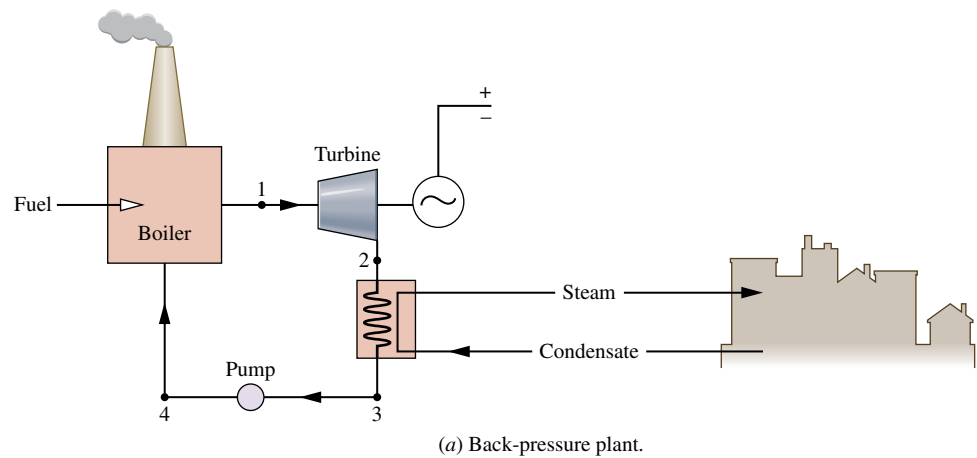 +
−
Turbine
1
Fuel
Boiler
2
Steam
Condensate
Pump
4
3
(a) Back-pressure plant.